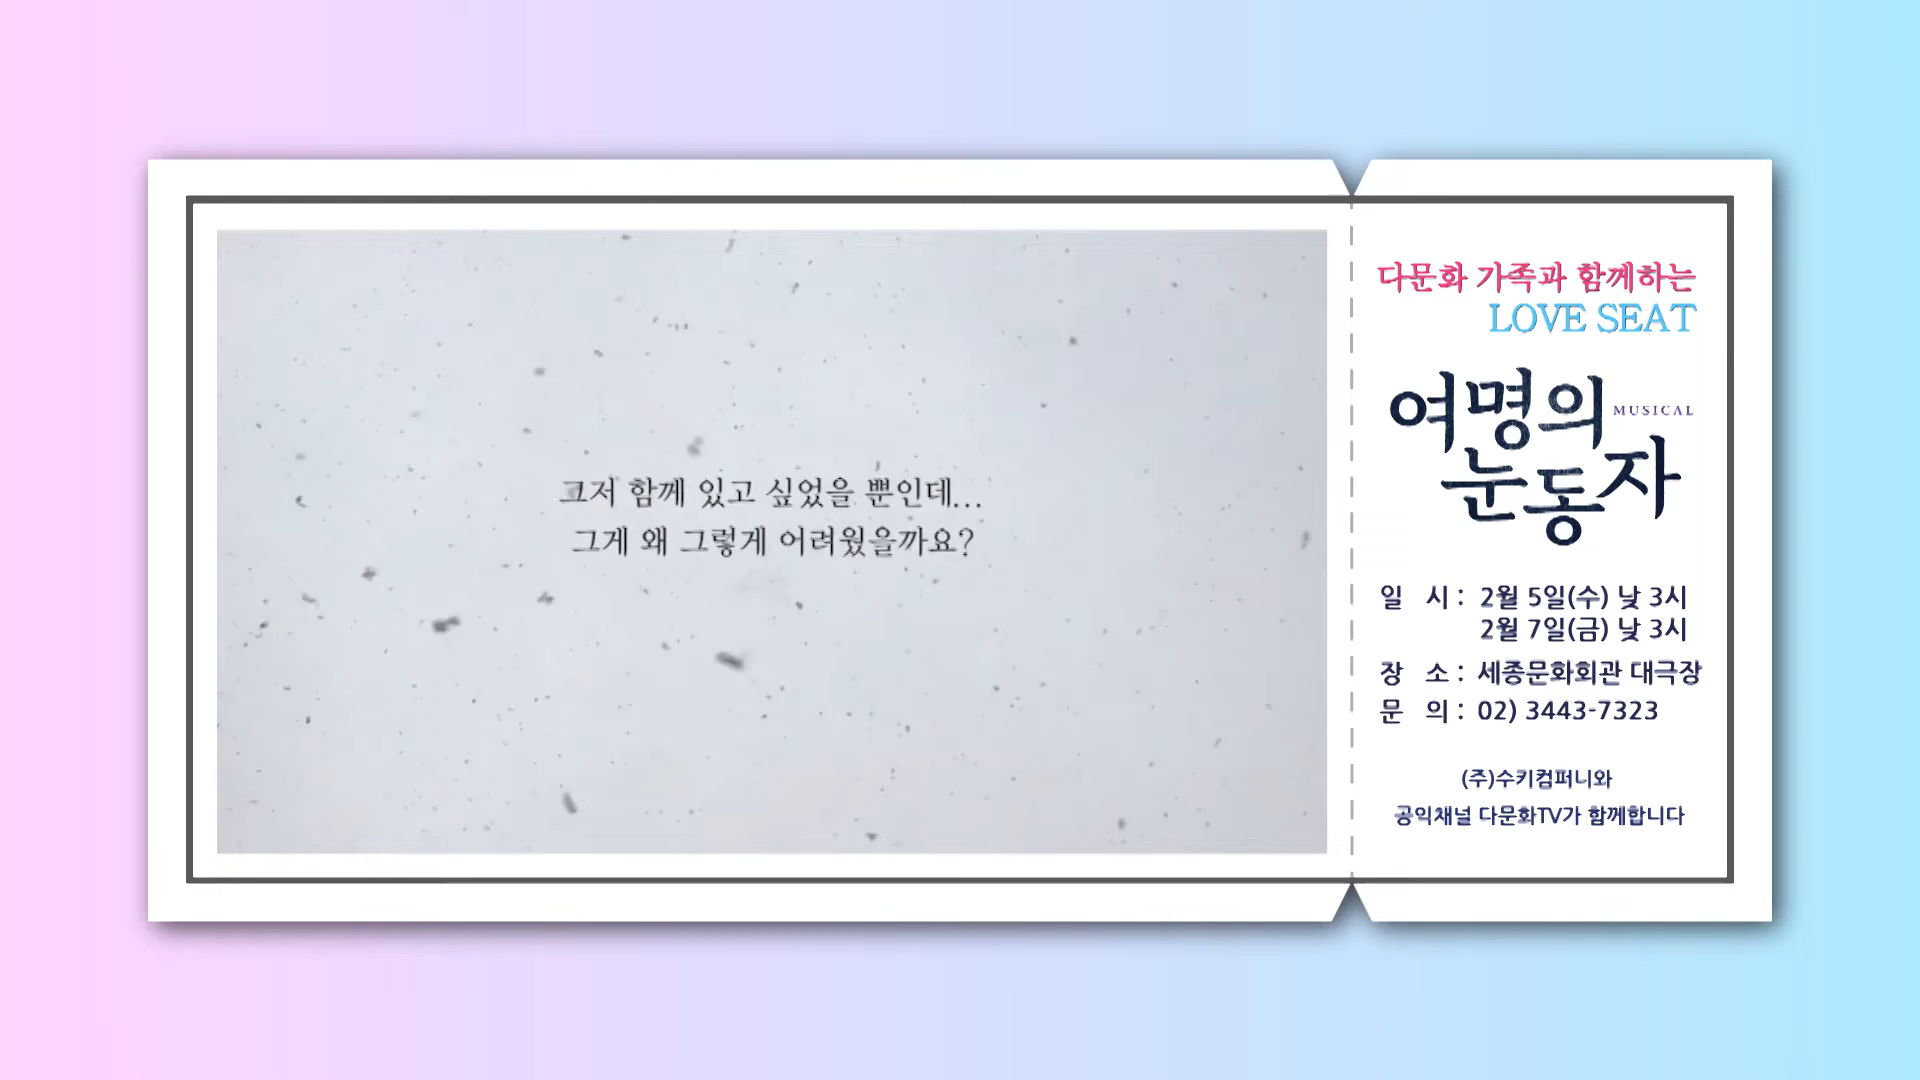 그저 함께 있고 싶었을 뿐인데...
그게 왜 그렇게 어려웠을까요?
다문화 가족과 함께하는
LOVE SEAT
여명의 MUSICAL
눈동자
일 시 : 2월 5일(수) 낮 3시
2월 7일(금) 낮 3시
장 소 : 세종문화회관 대극장
문 의 : 02) 3443-7323
(주)수키컴퍼니와
공익채널 다문화TV가 함께합니다